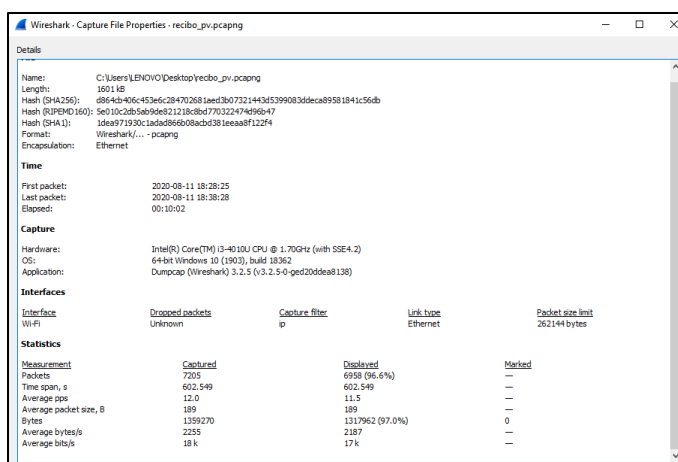 Wireshark · Capture File Properties · recibo_pv.pcapng
Details
Name: C:\Users\LENOVO\Desktop\recibo_pv.pcapng
Length: 1601 kB
Hash (SHA256): d864cb406c453e6c284702681aed3b07321443d5399083ddeca89581841c56db
Hash (RIPEMD160): 5e010c2db5ab9de821218c8bd770322474d96b47
Hash (SHA1): 1dea971930c1adad866b08acbd381eeaa8f122f4
Format: Wireshark/... - pcapng
Encapsulation: Ethernet
Time
First packet: 2020-08-11 18:28:25
Last packet: 2020-08-11 18:38:28
Elapsed: 00:10:02
Capture
Hardware: Intel(R) Core(TM) i3-4010U CPU @ 1.70GHz (with SSE4.2)
OS: 64-bit Windows 10 (1903), build 18362
Application: Dumpcap (Wireshark) 3.2.5 (v3.2.5-0-ged20ddea8138)
Interfaces
Interface Dropped packets Capture filter Link type Packet size limit
Wi-Fi Unknown ip Ethernet 262144 bytes
Statistics
Measurement Captured Displayed Marked
Packets 7205 6958 (96.6%) —
Time span, s 602.549 602.549 —
Average pps 12.0 11.5 —
Average packet size, B 189 189 —
Bytes 1359270 1317962 (97.0%) 0
Average bytes/s 2255 2187 —
Average bits/s 18 k 17 k —